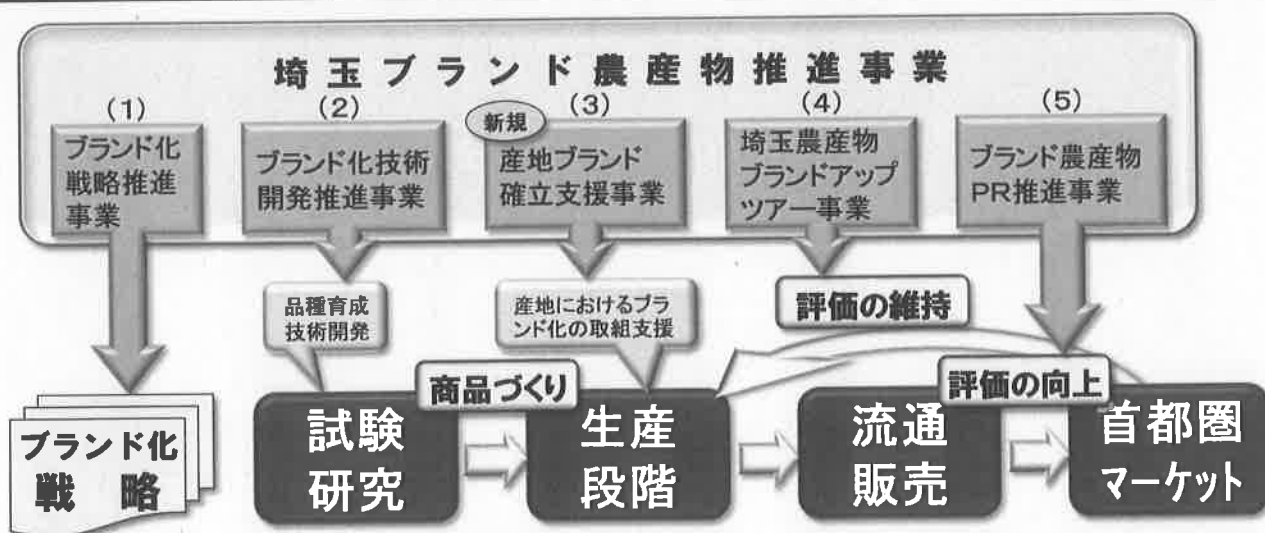 埼玉ブランド農産物推進事業
(1)
ブランド化
戦略推進
事業
(2)
ブランド化技術
開発推進事業
新規
(3)
産地ブランド
確立支援事業
(4)
埼玉農産物
ブランドアップ
ツアー事業
(5)
ブランド農産物
PR推進事業
品種育成
技術開発
産地におけるブラ
ンド化の取組支援
評価の維持
商品づくり
評価の向上
ブランド化
戦略
試験
研究
生産
段階
流通
販売
首都圏
マーケット